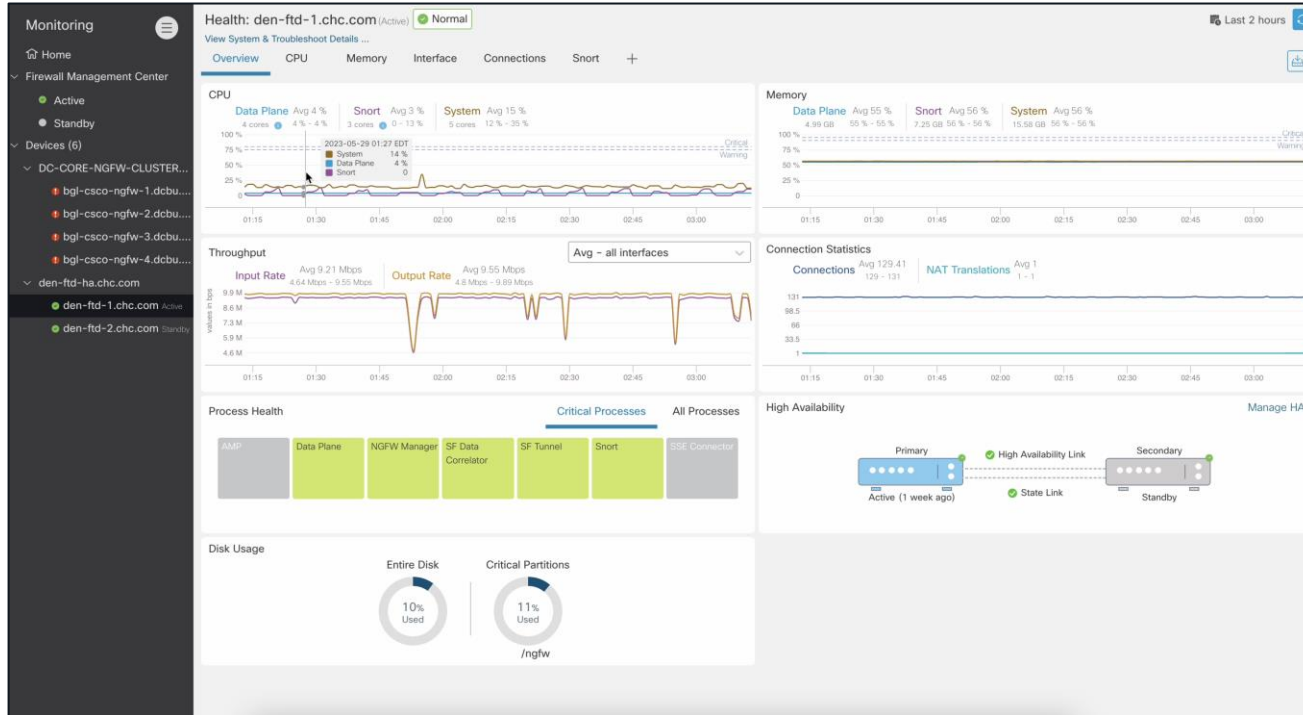 Monitoring
Home
Firewall Management Center
Active
Standby
Devices (6)
DC-CORE-NGFW-CLUSTER...
bgl-csco-ngfw-1.dcbu....
bgl-csco-ngfw-2.dcbu....
bgl-csco-ngfw-3.dcbu....
bgl-csco-ngfw-4.dcbu....
den-ftd-ha.chc.com
den-ftd-1.chc.com Active
den-ftd-2.chc.com Standby
Health: den-ftd-1.chc.com (Active) Normal
Last 2 hours
View System & Troubleshoot Details ...
Overview CPU Memory Interface Connections Snort +
CPU
Data Plane Avg 4 % Snort Avg 3 % System Avg 15 %
4 cores 4 % - 4 % 3 cores 0 - 13 % 5 cores 12 % - 35 %
100 %
75 %
50 %
25 %
0
Critical
Warning
2023-05-29 01:27 EDT
System 14 %
Data Plane 4 %
Snort 0
01:15 01:30 01:45 02:00 02:15 02:30 02:45 03:00
Memory
Data Plane Avg 55 % Snort Avg 56 % System Avg 56 %
4.99 GB 55 % - 55 % 7.25 GB 56 % - 56 % 15.58 GB 56 % - 56 %
100 %
75 %
50 %
25 %
0
01:15 01:30 01:45 02:00 02:15 02:30 02:45 03:00
Throughput
Avg - all interfaces
Input Rate Avg 9.21 Mbps Output Rate Avg 9.55 Mbps
4.64 Mbps - 9.55 Mbps 4.8 Mbps - 9.89 Mbps
values in bps
9.9 M
8.6 M
7.3 M
5.9 M
4.6 M
01:15 01:30 01:45 02:00 02:15 02:30 02:45 03:00
Connection Statistics
Connections Avg 129.41 NAT Translations Avg 1
129 - 131 1 - 1
131
98.5
66
33.5
1
01:15 01:30 01:45 02:00 02:15 02:30 02:45 03:00
Process Health
Critical Processes All Processes
AMP
Data Plane
NGFW Manager
SF Data
Correlator
SF Tunnel
Snort
SSE Connector
High Availability
Manage HA
Primary
High Availability Link
Secondary
State Link
Active (1 week ago)
Standby
Disk Usage
Entire Disk
10%
Used
Critical Partitions
11%
Used
/ngfw